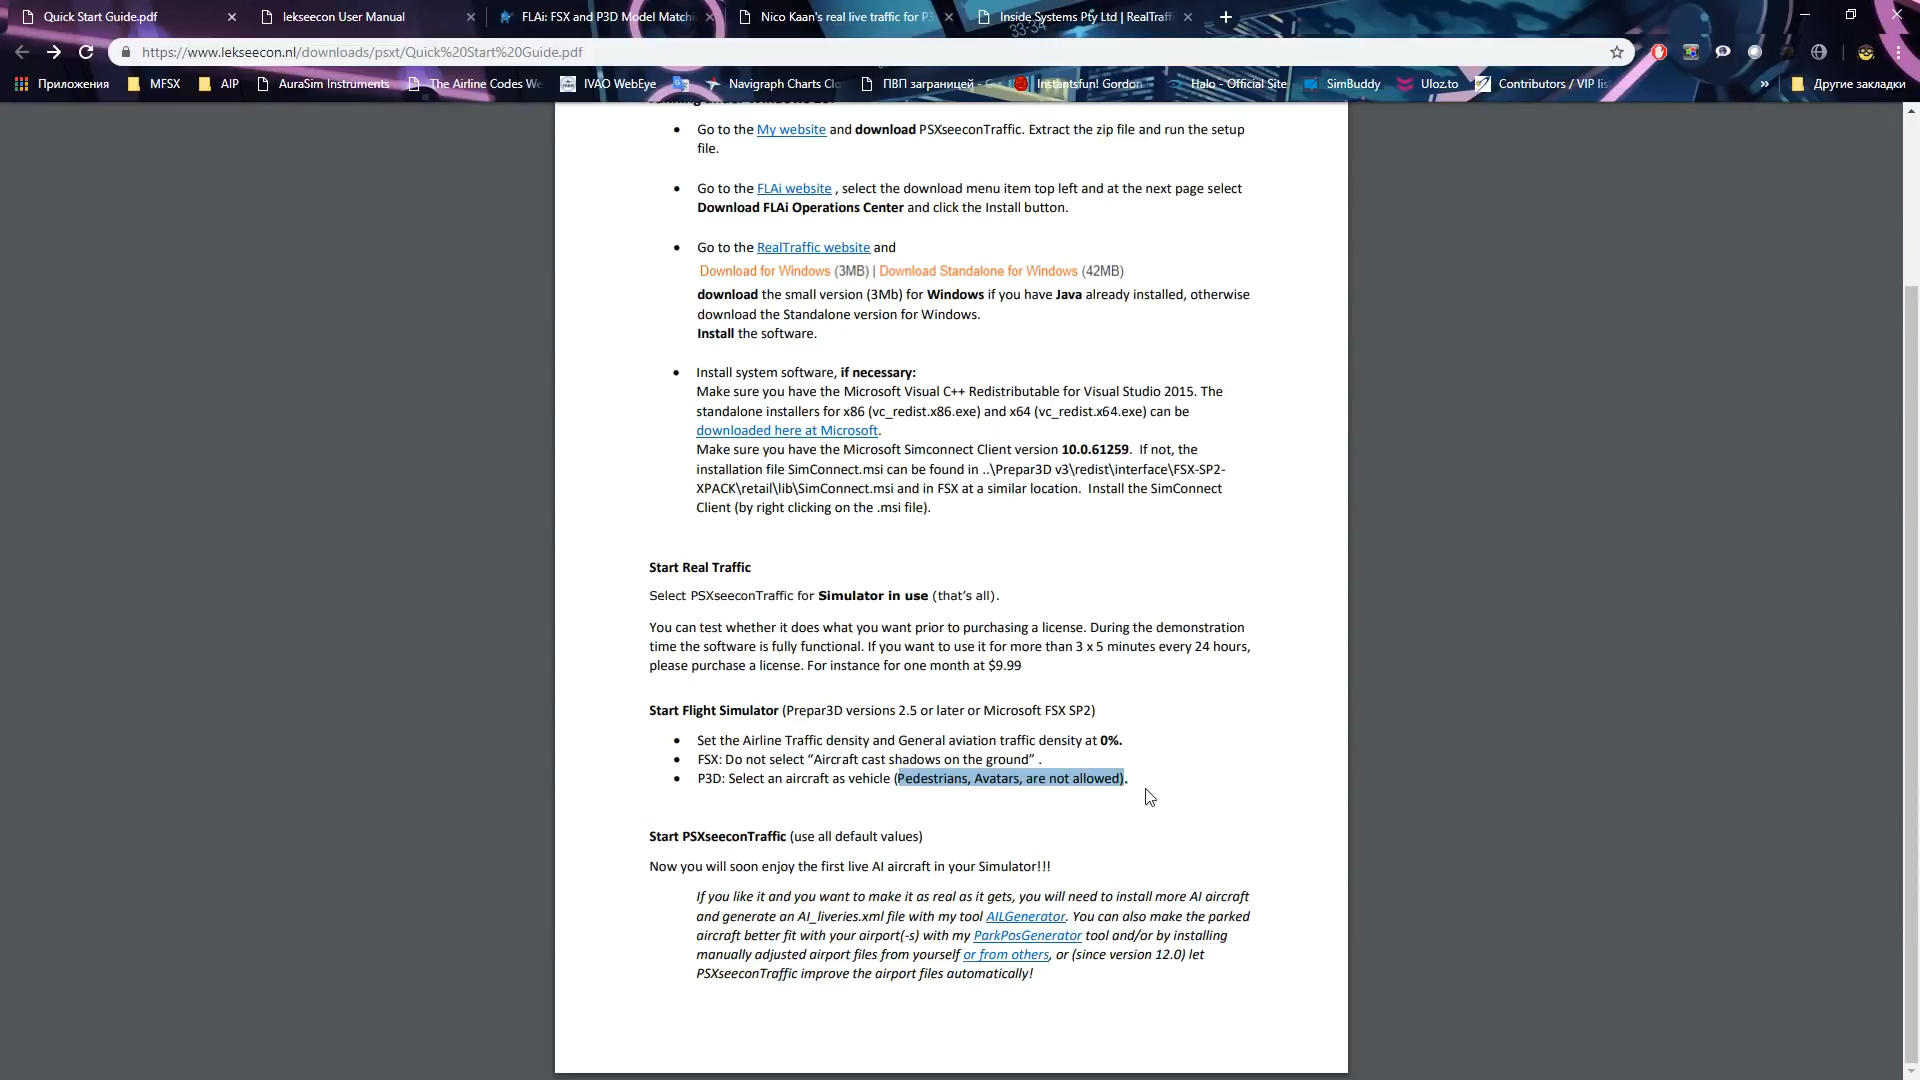 Quick Start Guide.pdf
lekseecon User Manual
FLAi: FSX and P3D Model Matchi
Nico Kaan's real live traffic for P3
Inside Systems Pty Ltd | RealTraffi
33-34
https://www.lekseecon.nl/downloads/psxt/Quick%20Start%20Guide.pdf
Приложения MFSX AIP AuraSim Instruments The Airline Codes We IVAO WebEye Navigraph Charts Clo ПВП заграницей - Instantsfun! Gordon Halo - Official Site SimBuddy Uloz.to Contributors / VIP lis » Другие закладки
• Go to the My website and download PSXseeconTraffic. Extract the zip file and run the setup
file.
• Go to the FLAi website , select the download menu item top left and at the next page select
Download FLAi Operations Center and click the Install button.
• Go to the RealTraffic website and
Download for Windows (3MB) | Download Standalone for Windows (42MB)
download the small version (3Mb) for Windows if you have Java already installed, otherwise
download the Standalone version for Windows.
Install the software.
• Install system software, if necessary:
Make sure you have the Microsoft Visual C++ Redistributable for Visual Studio 2015. The
standalone installers for x86 (vc_redist.x86.exe) and x64 (vc_redist.x64.exe) can be
downloaded here at Microsoft.
Make sure you have the Microsoft Simconnect Client version 10.0.61259. If not, the
installation file SimConnect.msi can be found in ..\Prepar3D v3\redist\interface\FSX-SP2-
XPACK\retail\lib\SimConnect.msi and in FSX at a similar location. Install the SimConnect
Client (by right clicking on the .msi file).
Start Real Traffic
Select PSXseeconTraffic for Simulator in use (that's all).
You can test whether it does what you want prior to purchasing a license. During the demonstration
time the software is fully functional. If you want to use it for more than 3 x 5 minutes every 24 hours,
please purchase a license. For instance for one month at $9.99
Start Flight Simulator (Prepar3D versions 2.5 or later or Microsoft FSX SP2)
• Set the Airline Traffic density and General aviation traffic density at 0%.
• FSX: Do not select “Aircraft cast shadows on the ground” .
• P3D: Select an aircraft as vehicle (Pedestrians, Avatars, are not allowed).
Start PSXseeconTraffic (use all default values)
Now you will soon enjoy the first live AI aircraft in your Simulator!!!
If you like it and you want to make it as real as it gets, you will need to install more AI aircraft
and generate an AI_liveries.xml file with my tool AILGenerator. You can also make the parked
aircraft better fit with your airport(-s) with my ParkPosGenerator tool and/or by installing
manually adjusted airport files from yourself or from others, or (since version 12.0) let
PSXseeconTraffic improve the airport files automatically!